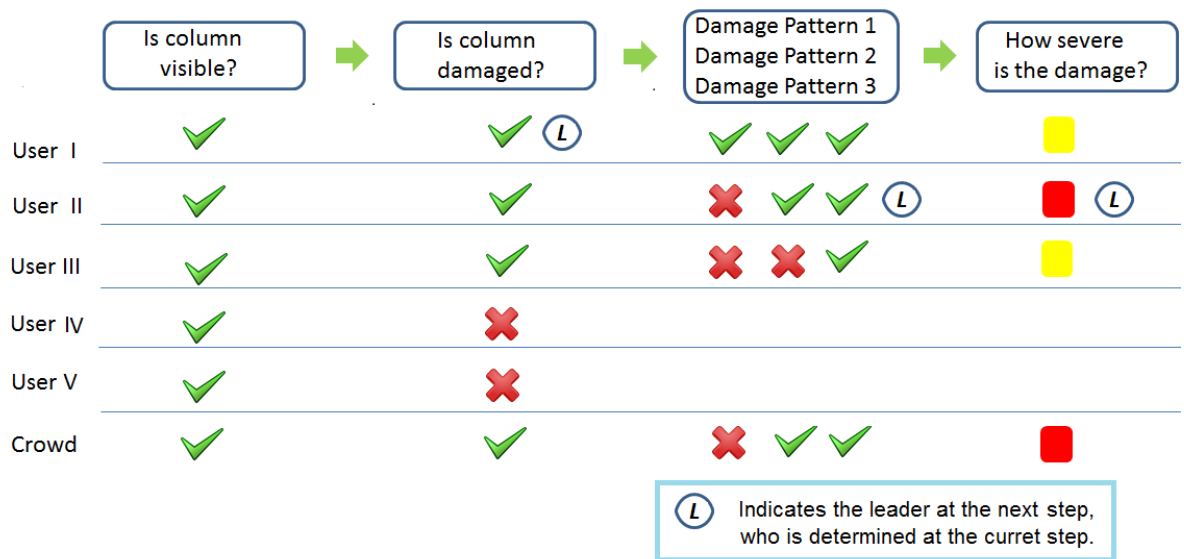 Is column
visible?
Is column
damaged?
Damage Pattern 1
Damage Pattern 2
Damage Pattern 3
How severe
is the damage?
User I
L
User II
L
L
User III
User IV
User V
Crowd
L
Indicates the leader at the next step,
who is determined at the curret step.